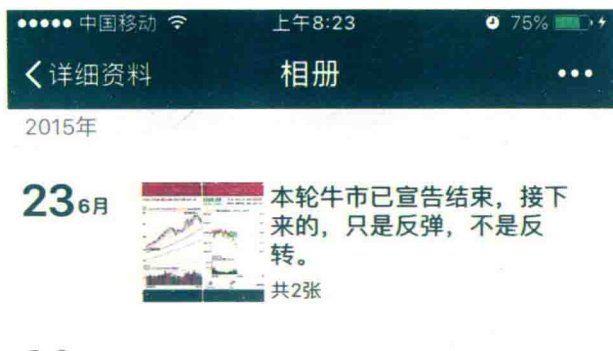 中国移动 上午8:23 75%
详细资料 相册
2015年
23 6月 本轮牛市已宣告结束，接下
来的，只是反弹，不是反
转。
共2张